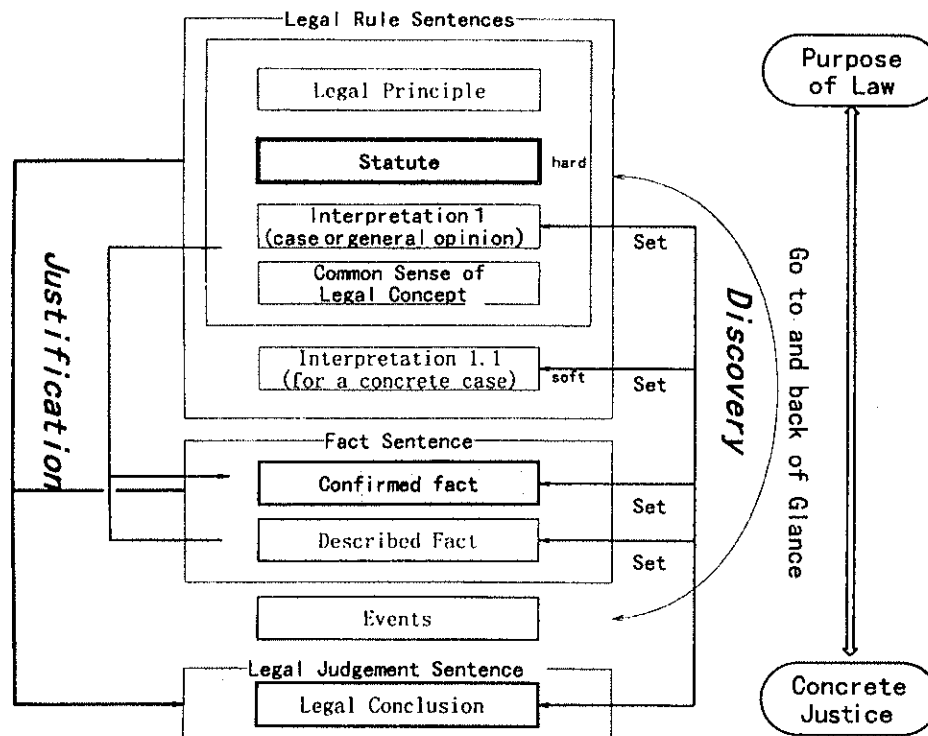 Legal Rule Sentences
Legal Principle
Statute
hard
Interpretation 1
(case or general opinion)
Set
Common Sense of
Legal Concept
Interpretation 1.1
(for a concrete case)
soft
Set
Fact Sentence
Confirmed fact
Set
Described Fact
Set
Events
Legal Judgement Sentence
Legal Conclusion
Justification
Discovery
Go to and back of Glance
Purpose
of Law
Concrete
Justice